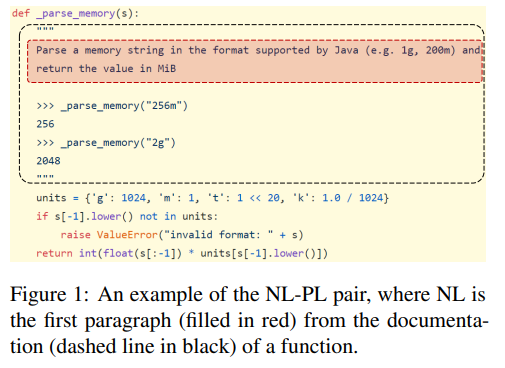 def _parse_memory(s):
"""
Parse a memory string in the format supported by Java (e.g. 1g, 200m) and
return the value in MiB
>>> _parse_memory("256m")
256
>>> _parse_memory("2g")
2048
"""
units = {'g': 1024, 'm': 1, 't': 1 << 20, 'k': 1.0 / 1024}
if s[-1].lower() not in units:
raise ValueError("invalid format: " + s)
return int(float(s[:-1]) * units[s[-1].lower()])
Figure 1: An example of the NL-PL pair, where NL is
the first paragraph (filled in red) from the documenta-
tion (dashed line in black) of a function.